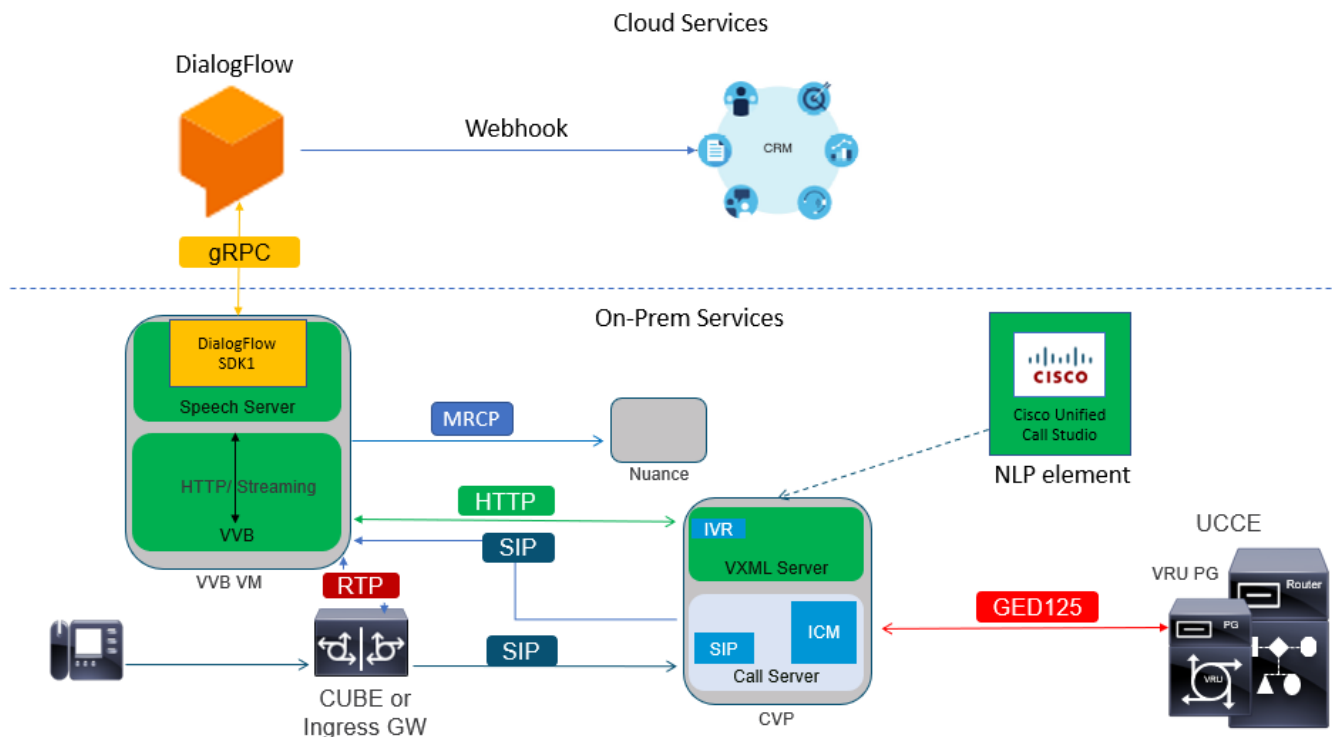 Cloud Services
DialogFlow
Webhook
CRM
gRPC
On-Prem Services
DialogFlow
SDK1
Speech Server
HTTP/ Streaming
VVB
VVB VM
MRCP
Nuance
CISCO
Cisco Unified
Call Studio
NLP element
HTTP
SIP
IVR
VXML Server
SIP
ICM
Call Server
CVP
RTP
SIP
CUBE or
Ingress GW
GED125
UCCE
VRU PG
Router
PG
VRU